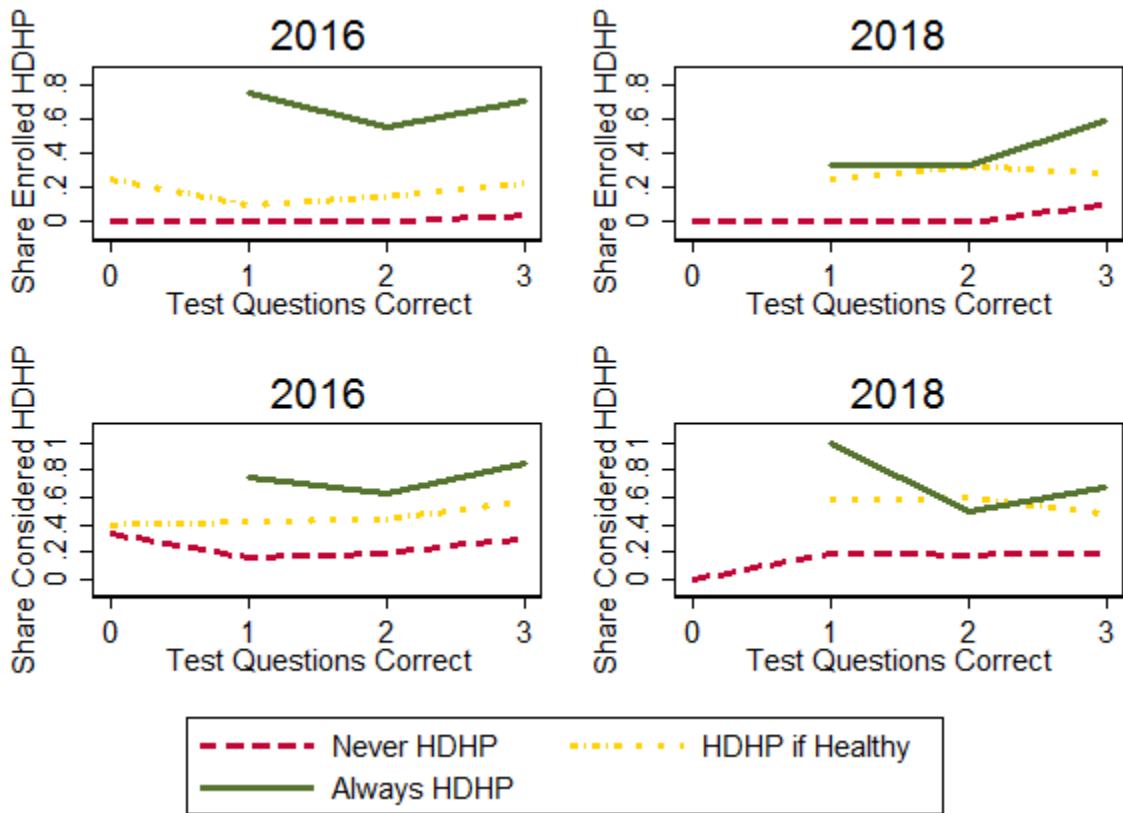 2016
Share Enrolled HDHP
0 .2 .4 .6 .8
0 1 2 3
Test Questions Correct
2018
Share Enrolled HDHP
0 .2 .4 .6 .8
0 1 2 3
Test Questions Correct
2016
Share Considered HDHP
0 .2 .4 .6 .8 1
0 1 2 3
Test Questions Correct
2018
Share Considered HDHP
0 .2 .4 .6 .8 1
0 1 2 3
Test Questions Correct
Never HDHP
HDHP if Healthy
Always HDHP